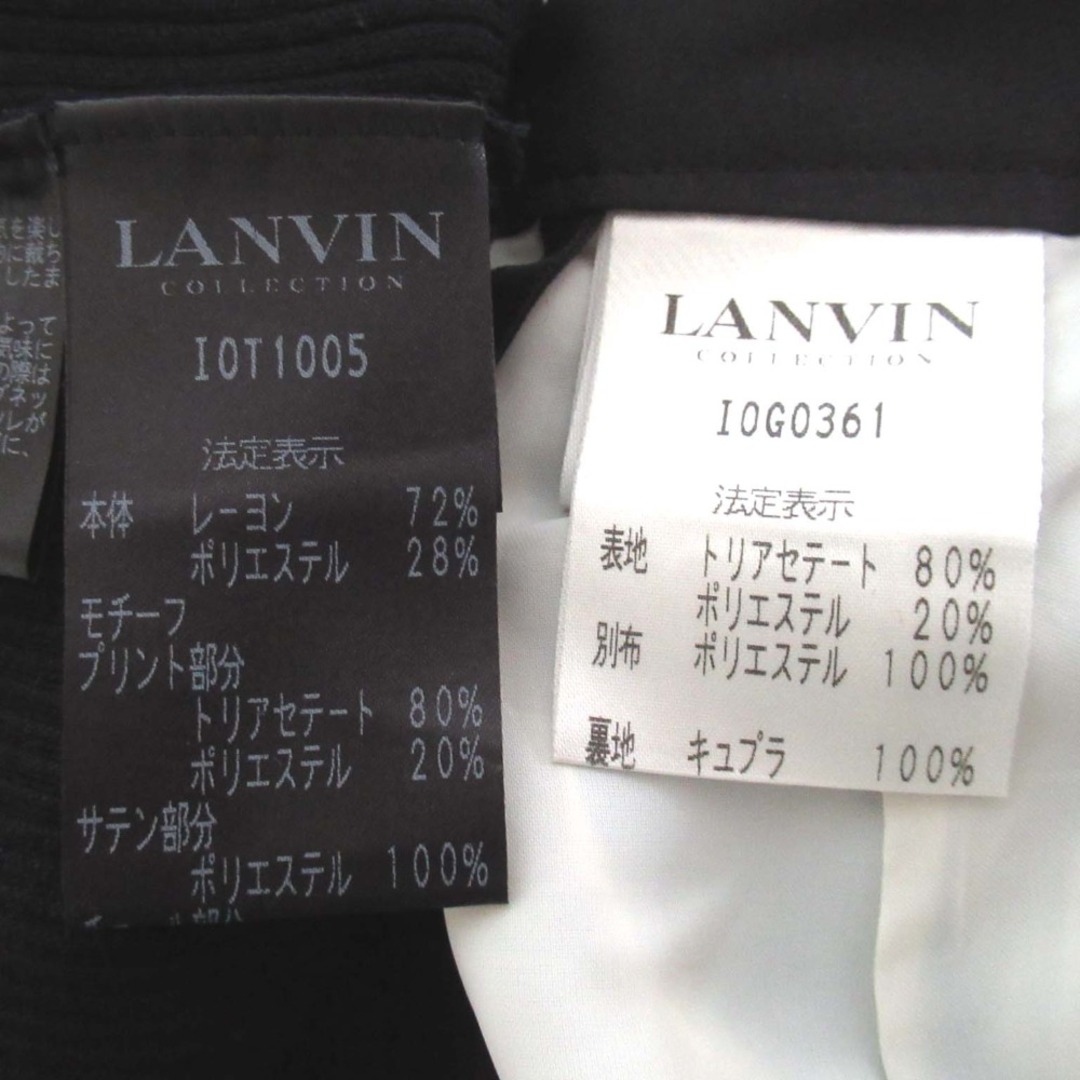 LANVIN
COLLECTION
IOT1005
法定表示
本体 レーヨン 72%
ポリエステル 28%
モチーフ
プリント部分
トリアセテート 80%
ポリエステル 20%
サテン部分
ポリエステル 100%
LANVIN
COLLECTION
IOG0361
法定表示
表地 トリアセテート 80%
ポリエステル 20%
別布 ポリエステル 100%
裏地 キュプラ 100%